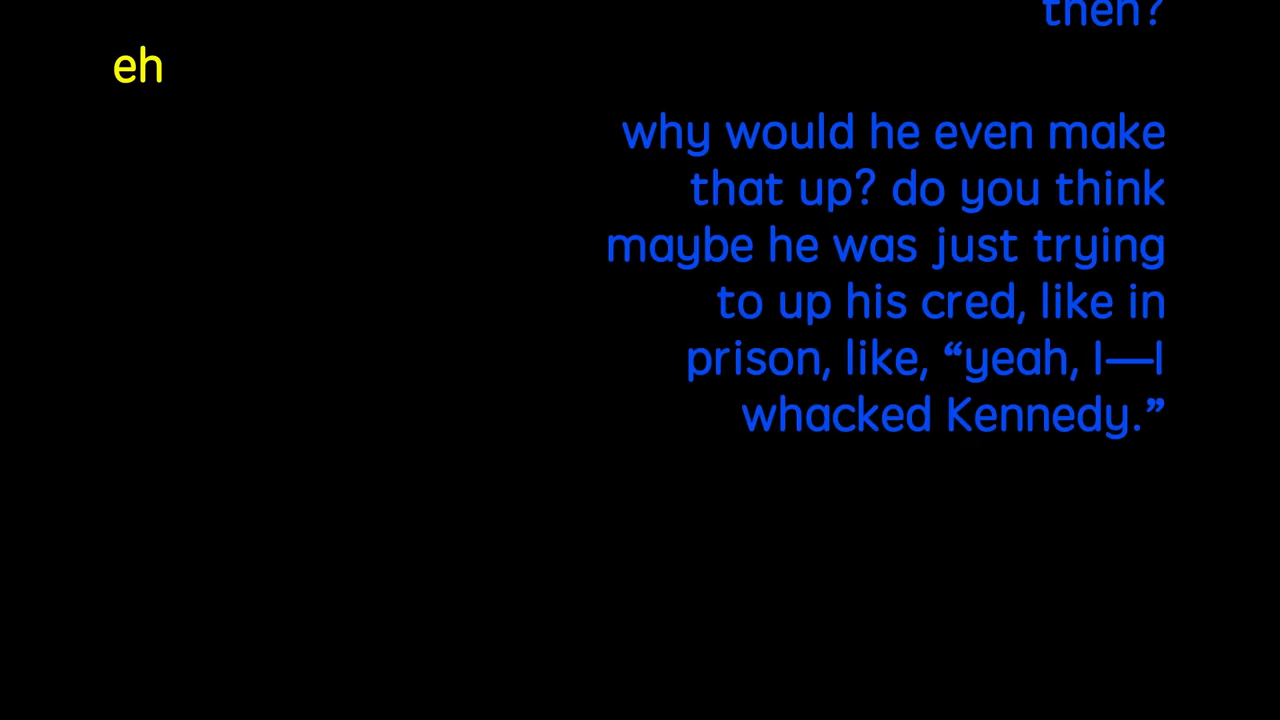 then?
eh
why would he even make
that up? do you think
maybe he was just trying
to up his cred, like in
prison, like, “yeah, I—I
whacked Kennedy.”